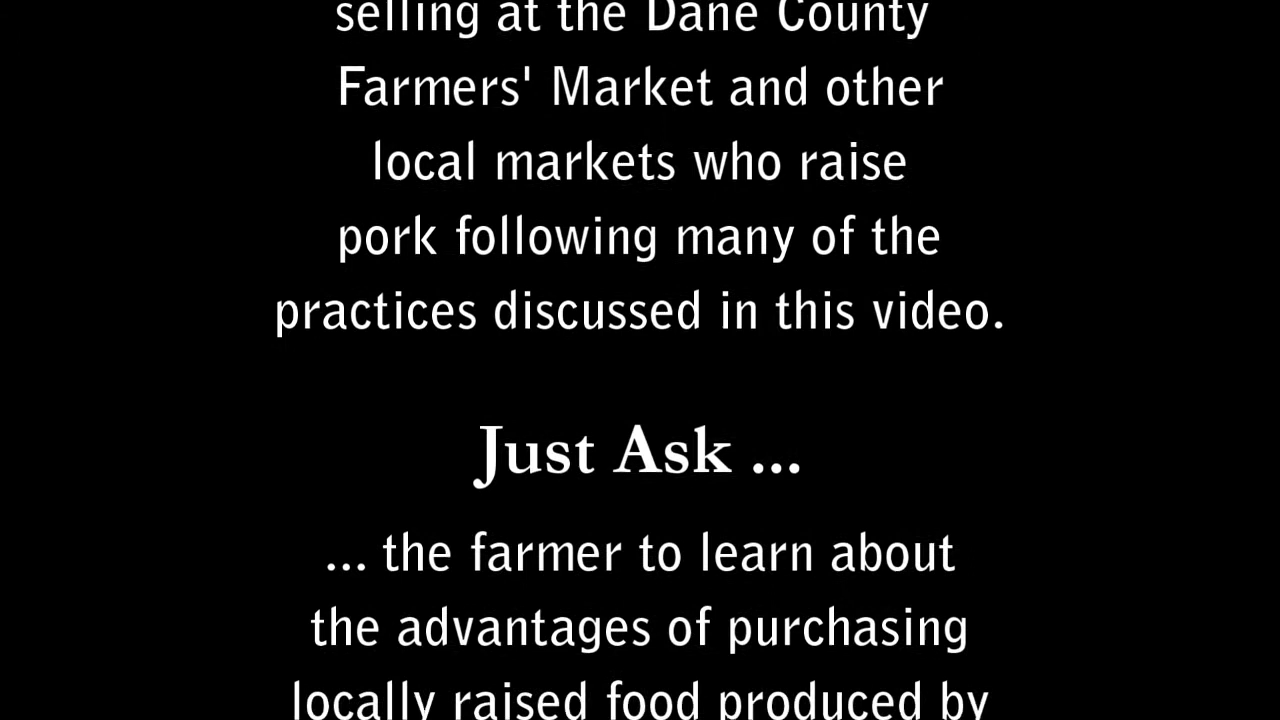 selling at the Dane County
Farmers' Market and other
local markets who raise
pork following many of the
practices discussed in this video.
Just Ask ...
... the farmer to learn about
the advantages of purchasing
locally raised food produced by